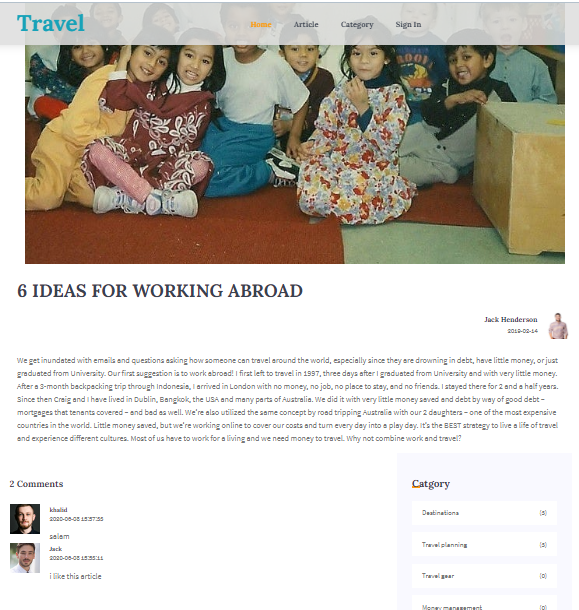 Travel
Home Article Category Sign In
6 IDEAS FOR WORKING ABROAD
Jack Henderson
2019-02-14
We get inundated with emails and questions asking how someone can travel around the world, especially since they are drowning in debt, have little money, or just
graduated from University. Our first suggestion is to work abroad! I first left to travel in 1997, three days after I graduated from University and with very little money.
After a 3-month backpacking trip through Indonesia, I arrived in London with no money, no job, no place to stay, and no friends. I stayed there for 2 and a half years.
Since then Craig and I have lived in Dublin, Bangkok, the USA and many parts of Australia. We did it with very little money saved and debt by way of good debt –
mortgages that tenants covered – and bad as well. We're also utilized the same concept by road tripping Australia with our 2 daughters – one of the most expensive
countries in the world. Little money saved, but we're working online to cover our costs and turn every day into a play day. It's the BEST strategy to live a life of travel
and experience different cultures. Most of us have to work for a living and we need money to travel. Why not combine work and travel?
2 Comments
khalid
2020-06-08 15:57:55
salam
Jack
2020-06-08 15:55:11
i like this article
Catgory
Destinations (5)
Travel planning (5)
Travel gear (0)
Money management (0)